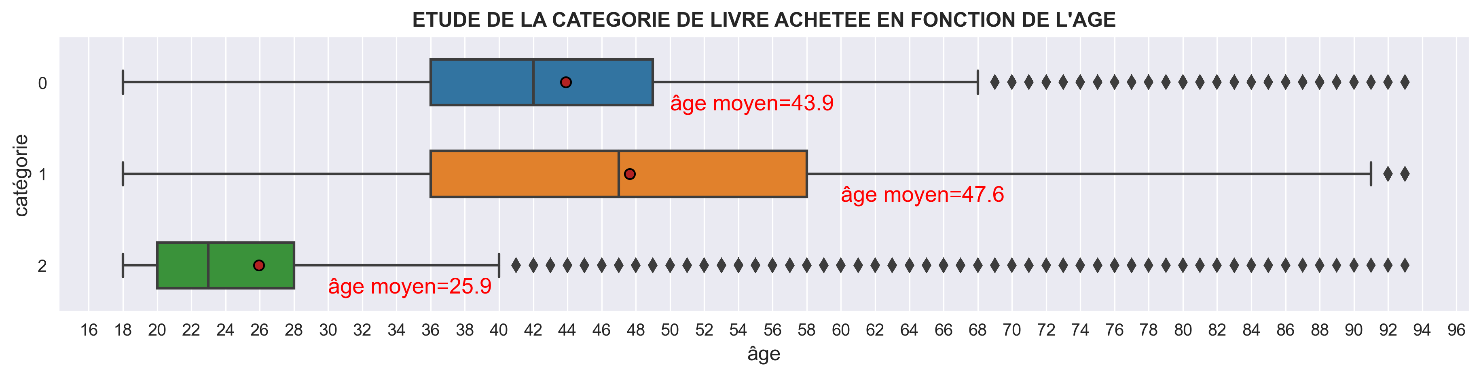 ETUDE DE LA CATEGORIE DE LIVRE ACHETEE EN FONCTION DE L'AGE
catégorie
0
âge moyen=43.9
1
âge moyen=47.6
2
âge moyen=25.9
16 18 20 22 24 26 28 30 32 34 36 38 40 42 44 46 48 50 52 54 56 58 60 62 64 66 68 70 72 74 76 78 80 82 84 86 88 90 92 94 96
âge